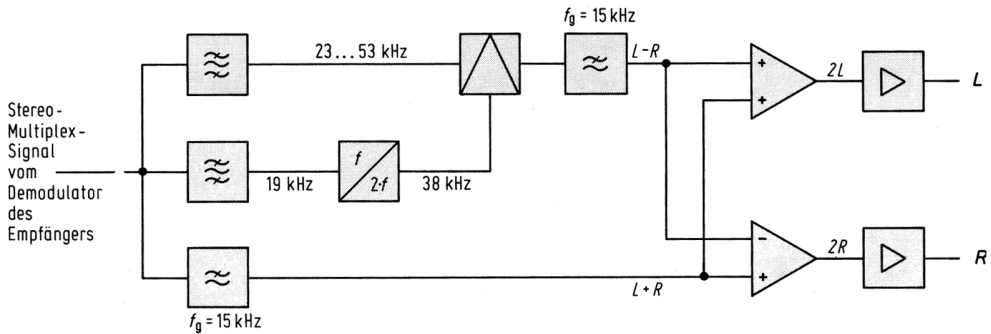 f_g = 15 kHz
23...53 kHz
L-R
+
+
2L
L
Stereo-
Multiplex-
Signal
vom
Demodulator
des
Empfängers
19 kHz
f
2·f
38 kHz
-
+
2R
R
L+R
f_g = 15 kHz